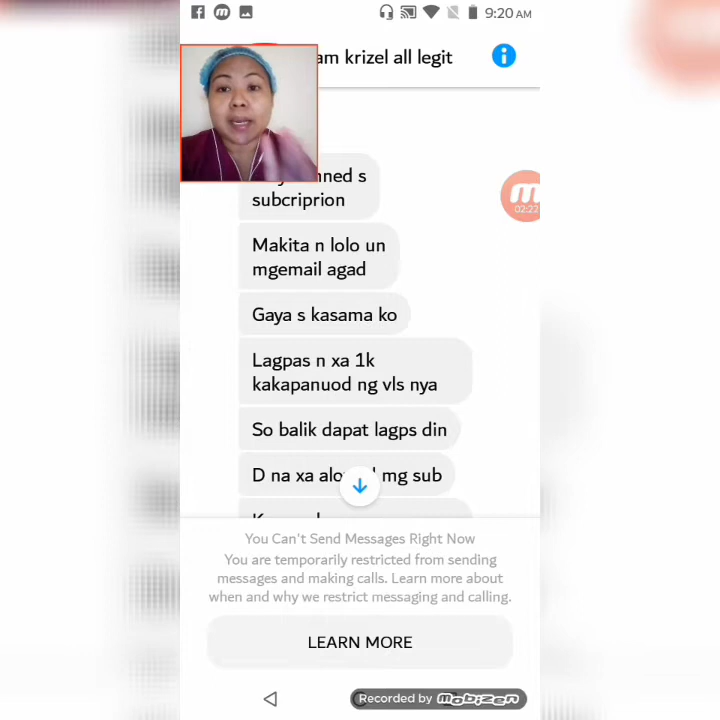 9:20 AM
am krizel all legit
nned s
subcriprion
02:22
Makita n lolo un
mgemail agad
Gaya s kasama ko
Lagpas n xa 1k
kakapanuod ng vls nya
So balik dapat lagps din
D na xa mg sub
You Can't Send Messages Right Now
You are temporarily restricted from sending
messages and making calls. Learn more about
when and why we restrict messaging and calling.
LEARN MORE
Recorded by mobizen